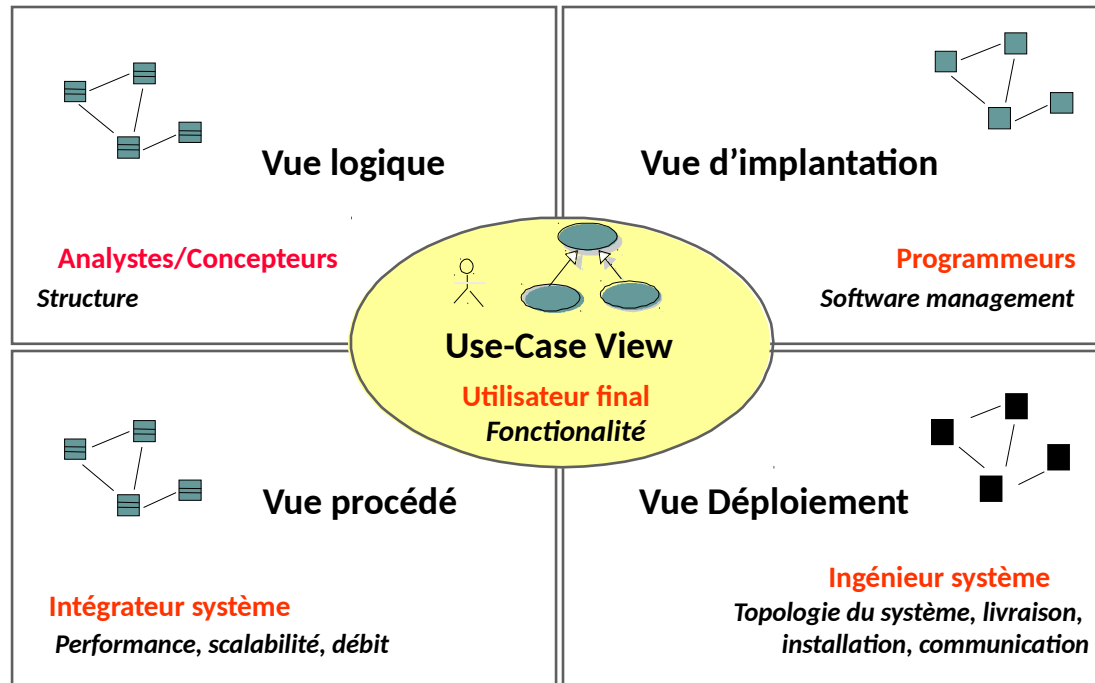 Vue logique
Analystes/Concepteurs
Structure
Vue d’implantation
Programmeurs
Software management
Use-Case View
Utilisateur final
Fonctionalité
Vue procédé
Intégrateur système
Performance, scalabilité, débit
Vue Déploiement
Ingénieur système
Topologie du système, livraison,
installation, communication